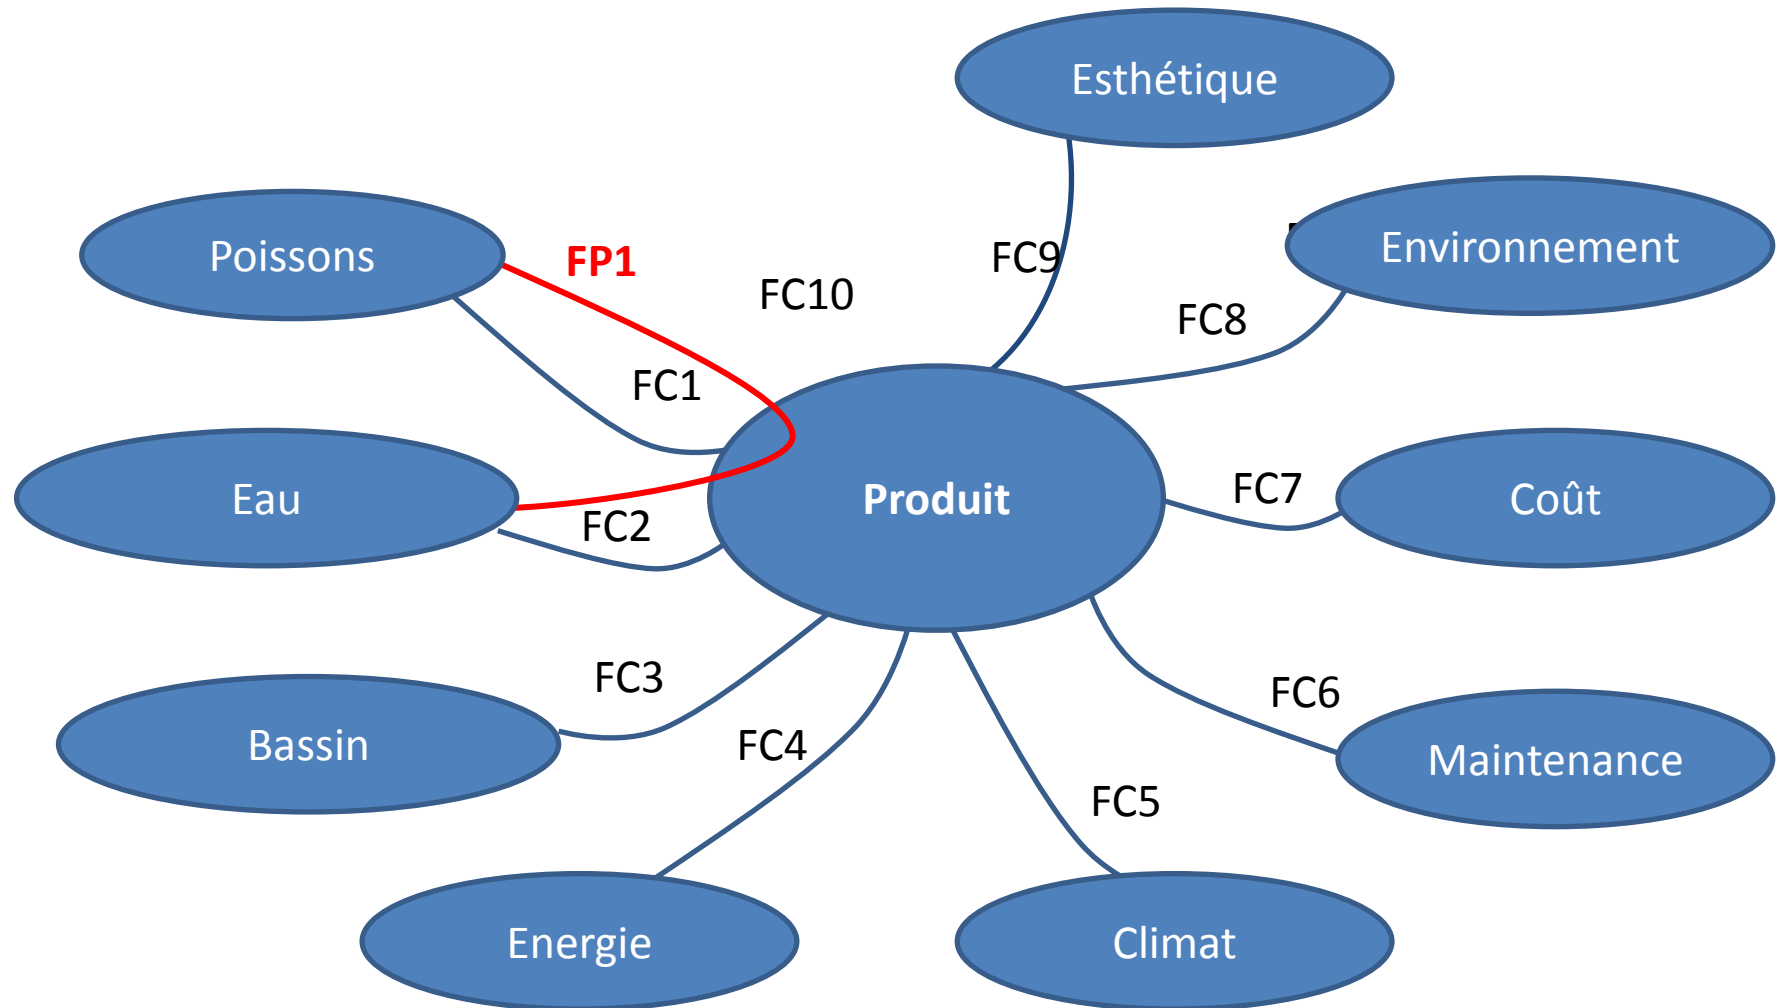 Esthétique
Poissons
FP1
FC10
FC9
Environnement
FC8
FC1
Eau
FC2
Produit
FC7
Coût
FC3
Bassin
FC4
FC6
Maintenance
FC5
Energie
Climat